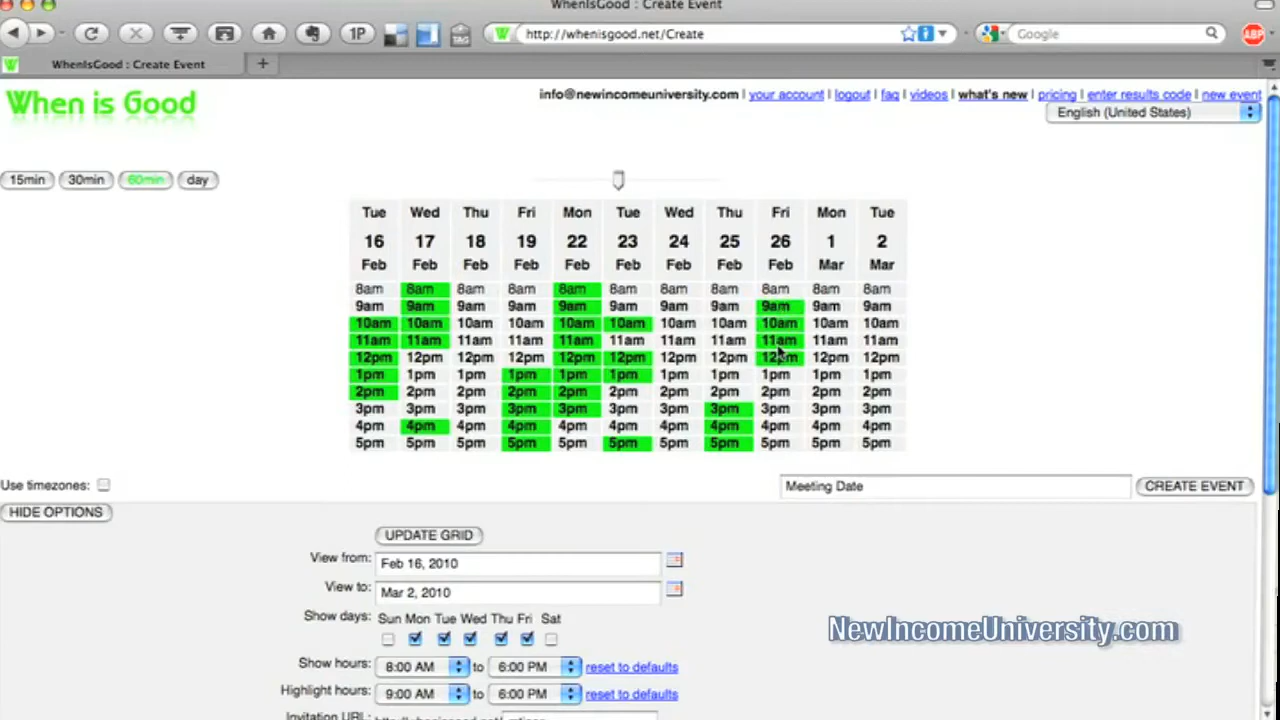 WhenIsGood : Create Event
1P
http://whenisgood.net/Create
Google
ABP
WhenIsGood : Create Event
When is Good
info@newincomeuniversity.com | your account | logout | faq | videos | what's new | pricing | enter results code | new event
English (United States)
15min 30min 60min day
Tue Wed Thu Fri Mon Tue Wed Thu Fri Mon Tue
16 17 18 19 22 23 24 25 26 1 2
Feb Feb Feb Feb Feb Feb Feb Feb Feb Mar Mar
8am 8am 8am 8am 8am 8am 8am 8am 8am 8am 8am
9am 9am 9am 9am 9am 9am 9am 9am 9am 9am 9am
10am 10am 10am 10am 10am 10am 10am 10am 10am 10am 10am
11am 11am 11am 11am 11am 11am 11am 11am 11am 11am 11am
12pm 12pm 12pm 12pm 12pm 12pm 12pm 12pm 12pm 12pm 12pm
1pm 1pm 1pm 1pm 1pm 1pm 1pm 1pm 1pm 1pm 1pm
2pm 2pm 2pm 2pm 2pm 2pm 2pm 2pm 2pm 2pm 2pm
3pm 3pm 3pm 3pm 3pm 3pm 3pm 3pm 3pm 3pm 3pm
4pm 4pm 4pm 4pm 4pm 4pm 4pm 4pm 4pm 4pm 4pm
5pm 5pm 5pm 5pm 5pm 5pm 5pm 5pm 5pm 5pm 5pm
Use timezones:
Meeting Date CREATE EVENT
HIDE OPTIONS
UPDATE GRID
View from: Feb 16, 2010
View to: Mar 2, 2010
Show days: Sun Mon Tue Wed Thu Fri Sat
NewIncomeUniversity.com
Show hours: 8:00 AM to 6:00 PM reset to defaults
Highlight hours: 9:00 AM to 6:00 PM reset to defaults
Invitation URL: